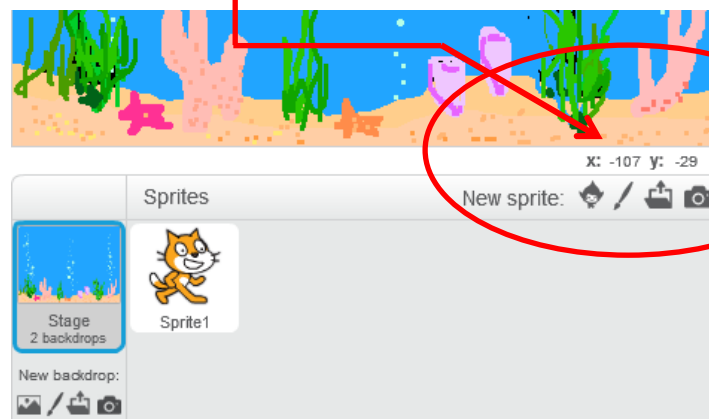 x: -107 y: -29
Sprites
New sprite:
Stage
2 backdrops
Sprite1
New backdrop: